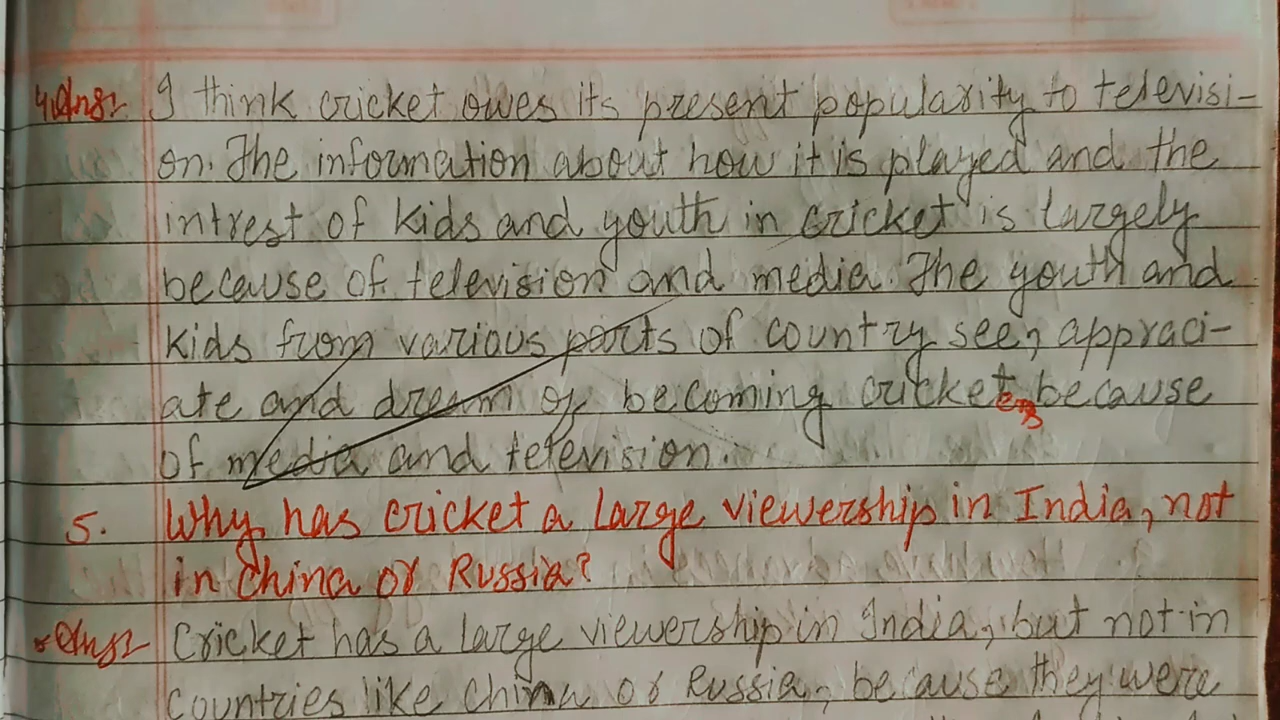 4. Ans:- I think cricket owes its present popularity to televisi-
on. The information about how it is played and the
intrest of kids and youth in cricket is largely
because of television and media. The youth and
kids from various parts of country see, appraci-
ate and dream of becoming cricketers because
of media and television.
5. Why has cricket a large viewership in India, not
in China or Russia?
Ans:- Cricket has a large viewership in India, but not in
countries like China or Russia, because they were